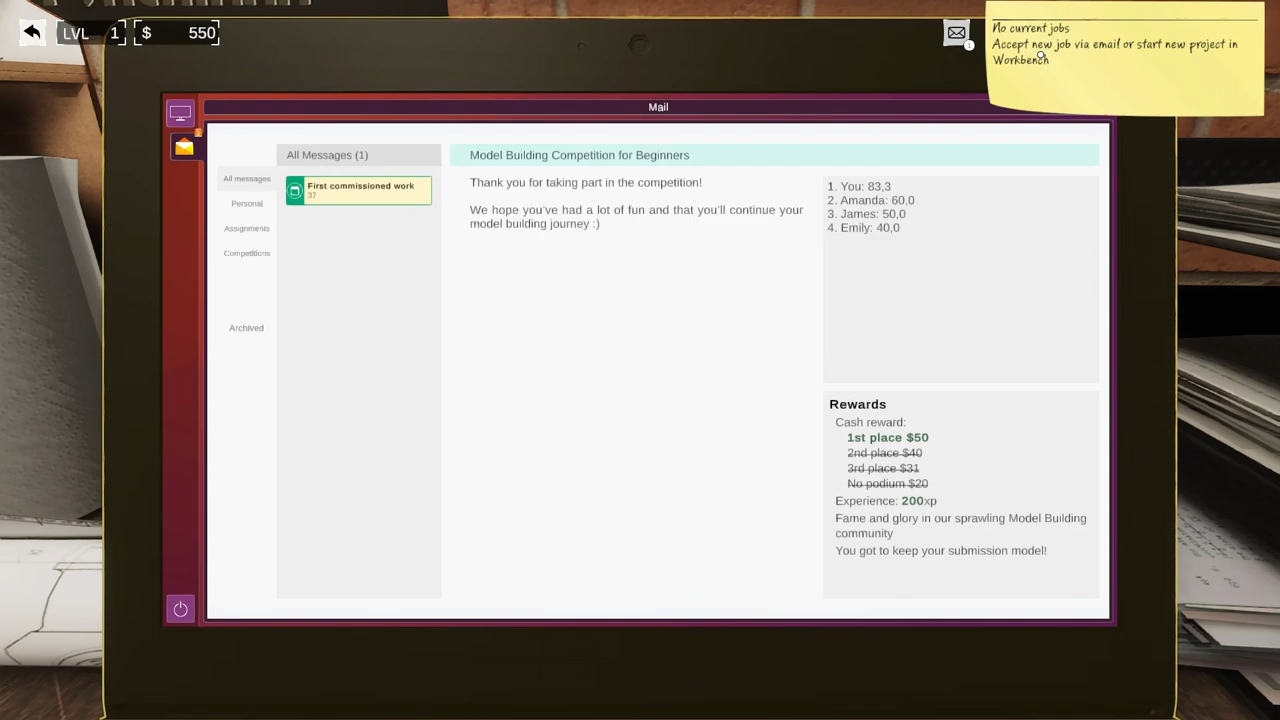 LVL 1 $ 550
1
No current jobs
Accept new job via email or start new project in
Workbench
Mail
1
All Messages (1)
Model Building Competition for Beginners
All messages
Personal
Assignments
Competitions
Archived
First commissioned work
37
Thank you for taking part in the competition!
We hope you've had a lot of fun and that you'll continue your
model building journey :)
1. You: 83,3
2. Amanda: 60,0
3. James: 50,0
4. Emily: 40,0
Rewards
Cash reward:
1st place $50
2nd place $40
3rd place $31
No podium $20
Experience: 200xp
Fame and glory in our sprawling Model Building
community
You got to keep your submission model!